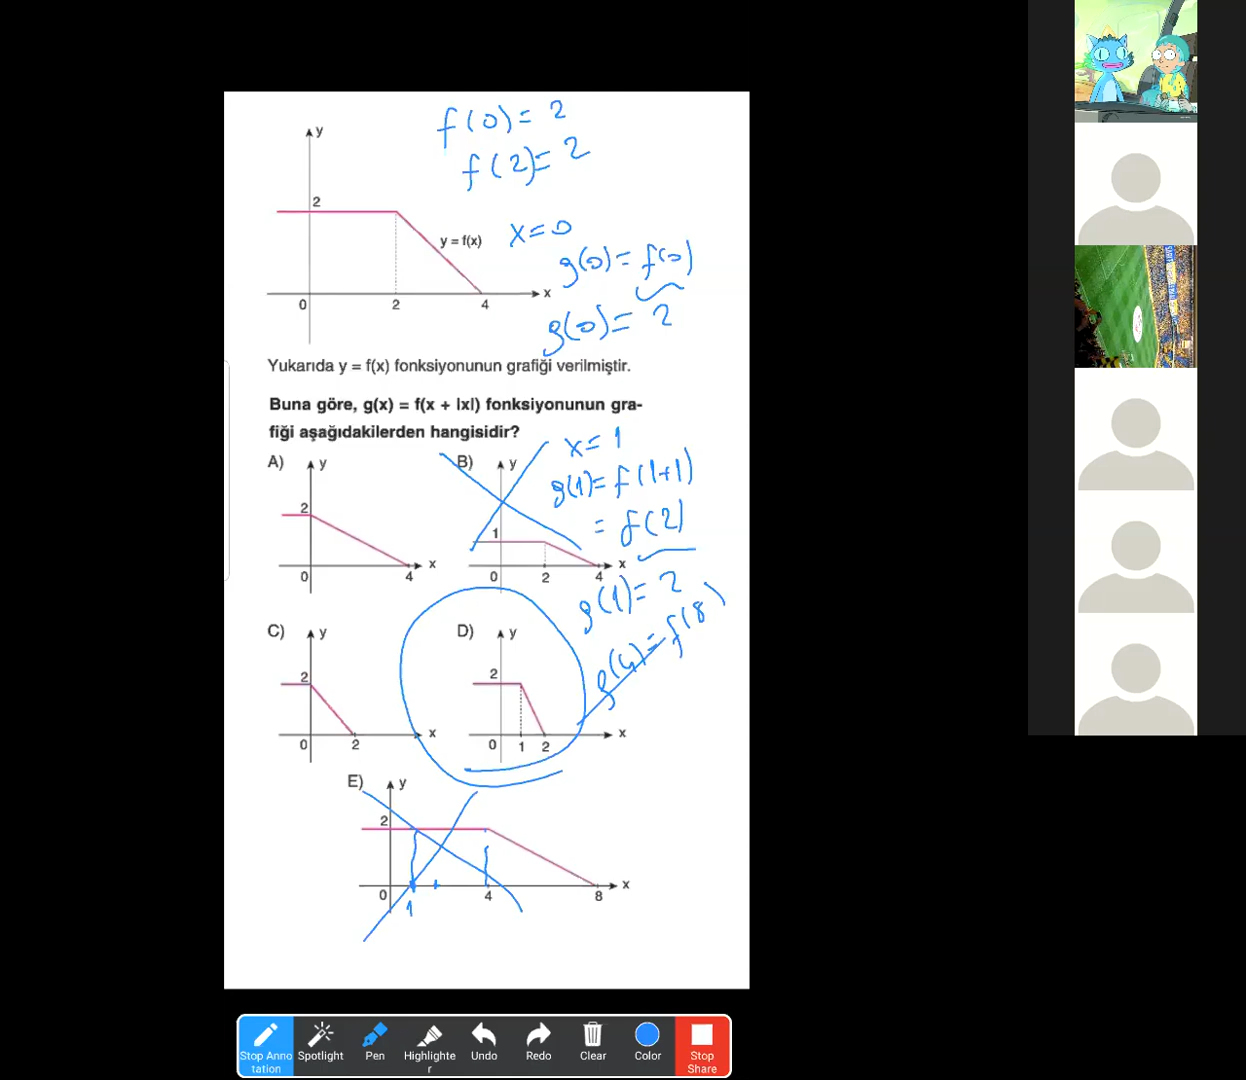 f(0) = 2
f(2) = 2
y
2
y = f(x)
x = 0
g(0) = f(0)
x
0
2
4
g(0) = 2
Yukarıda y = f(x) fonksiyonunun grafiği verilmiştir.
Buna göre, g(x) = f(x + |x|) fonksiyonunun gra-
fiği aşağıdakilerden hangisidir?
x = 1
g(1) = f(1+1)
= f(2)
g(1) = 2
g(4) = f(8)
A)
y
2
x
0
4
B)
y
1
x
0
2
4
C)
y
2
x
0
2
D)
y
2
x
0
1
2
E)
y
2
x
0
1
4
8
Stop Anno
tation
Spotlight
Pen
Highlighte
r
Undo
Redo
Clear
Color
Stop
Share